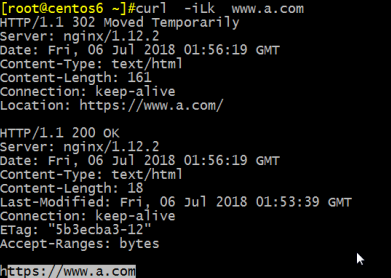 [root@centos6 ~]#curl  -iLk  www.a.com
HTTP/1.1 302 Moved Temporarily
Server: nginx/1.12.2
Date: Fri, 06 Jul 2018 01:56:19 GMT
Content-Type: text/html
Content-Length: 161
Connection: keep-alive
Location: https://www.a.com/

HTTP/1.1 200 OK
Server: nginx/1.12.2
Date: Fri, 06 Jul 2018 01:56:19 GMT
Content-Type: text/html
Content-Length: 18
Last-Modified: Fri, 06 Jul 2018 01:53:39 GMT
Connection: keep-alive
ETag: "5b3ecba3-12"
Accept-Ranges: bytes

https://www.a.com